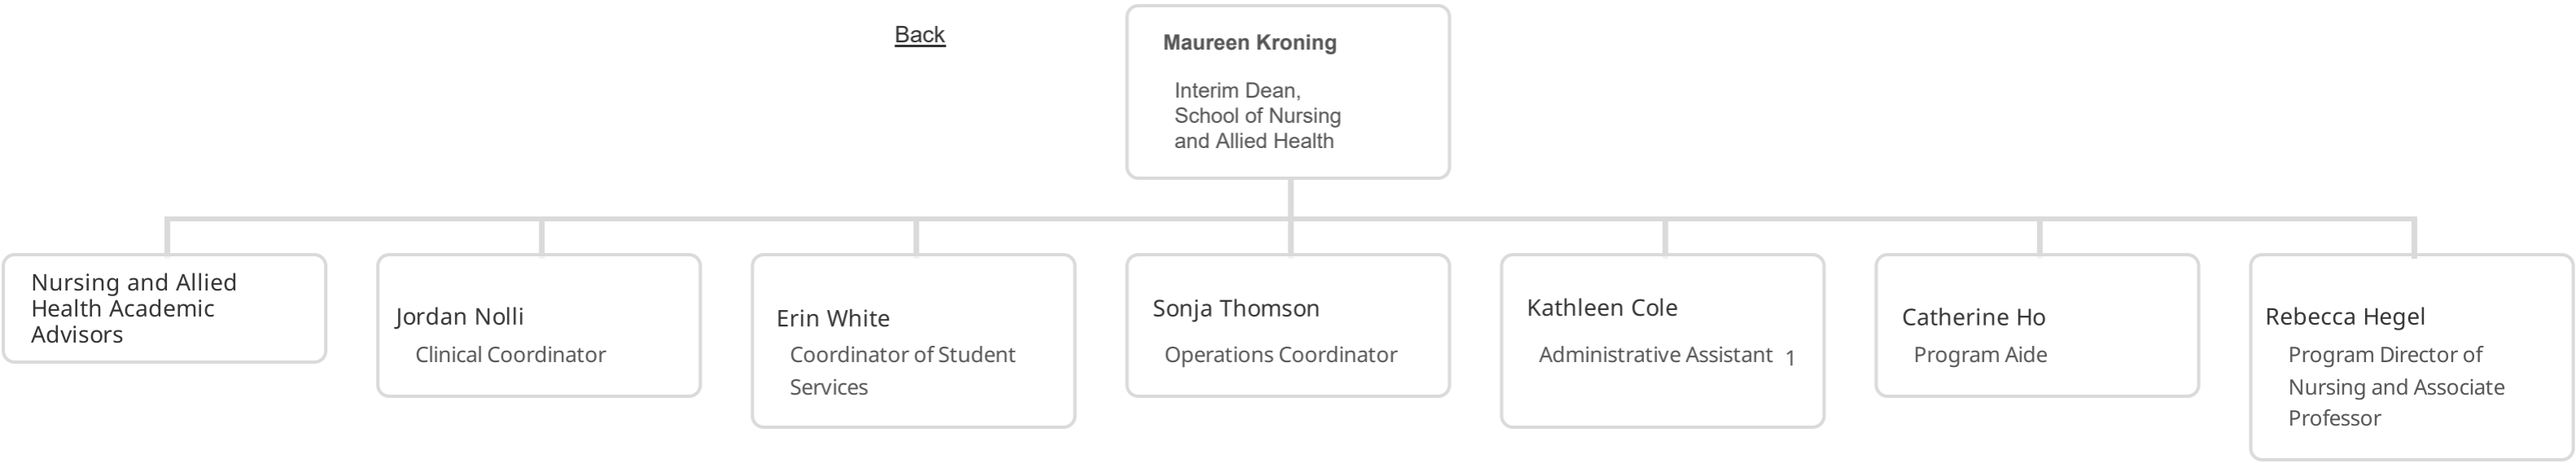 Back
Maureen Kroning
Interim Dean,
School of Nursing
and Allied Health
Nursing and Allied
Health Academic
Advisors
Jordan Nolli
Clinical Coordinator
Erin White
Coordinator of Student
Services
Sonja Thomson
Operations Coordinator
Kathleen Cole
Administrative Assistant 1
Catherine Ho
Program Aide
Rebecca Hegel
Program Director of
Nursing and Associate
Professor